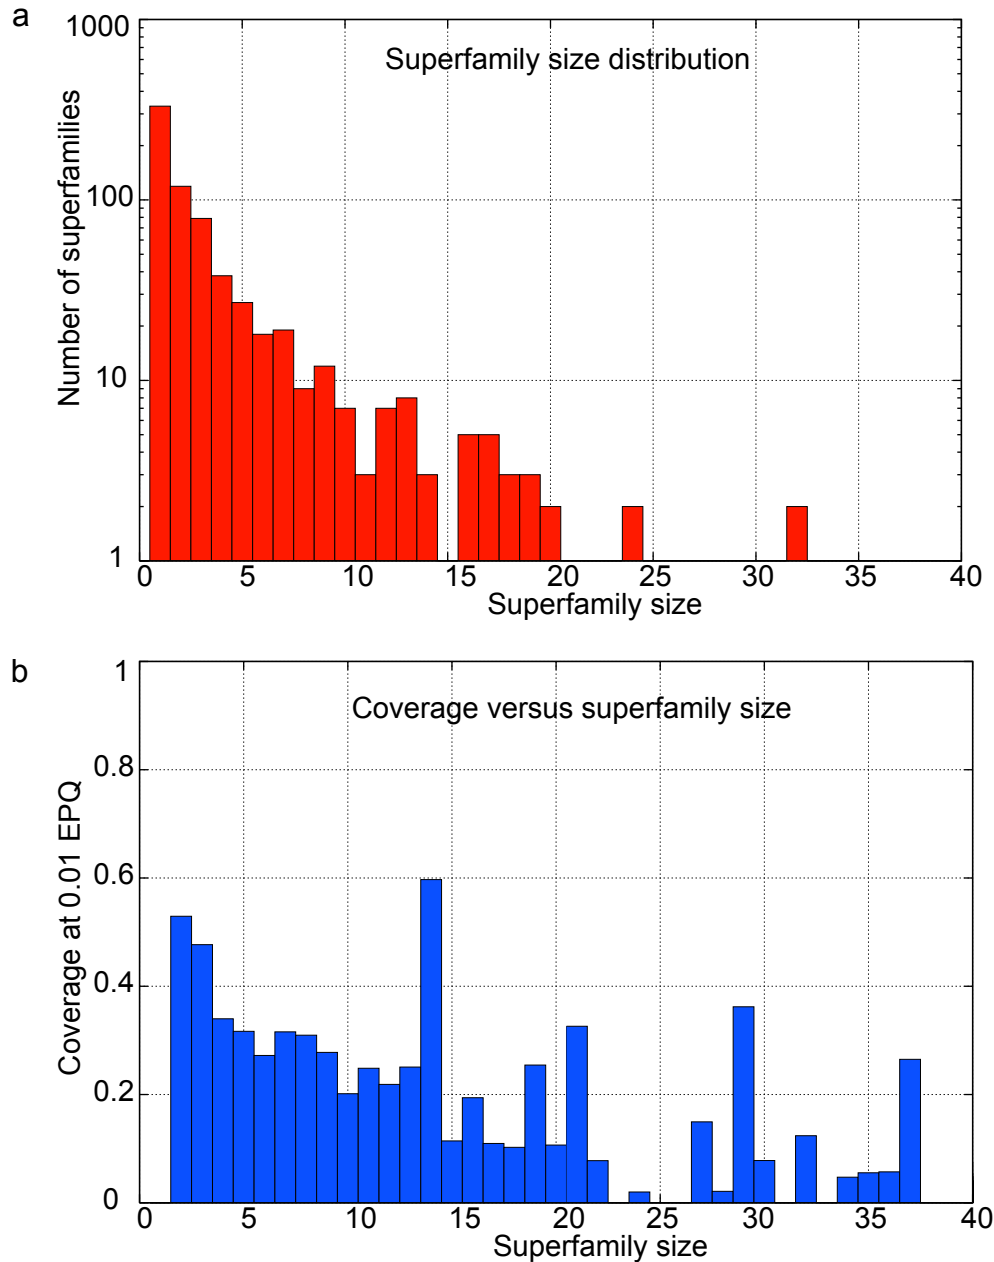 a
Superfamily size distribution
Number of superfamilies
1000
100
10
1
0 5 10 15 20 25 30 35 40
Superfamily size
b
Coverage versus superfamily size
Coverage at 0.01 EPQ
1
0.8
0.6
0.4
0.2
0
0 5 10 15 20 25 30 35 40
Superfamily size